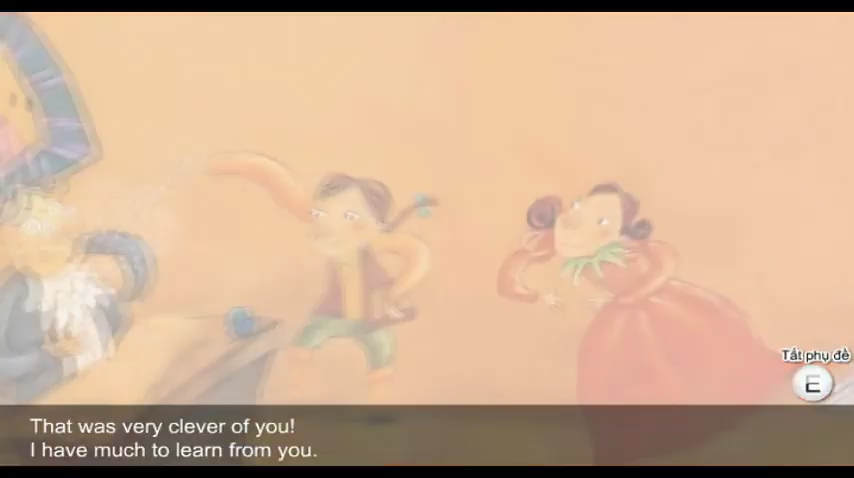 Tắt phụ đề
E
That was very clever of you!
I have much to learn from you.